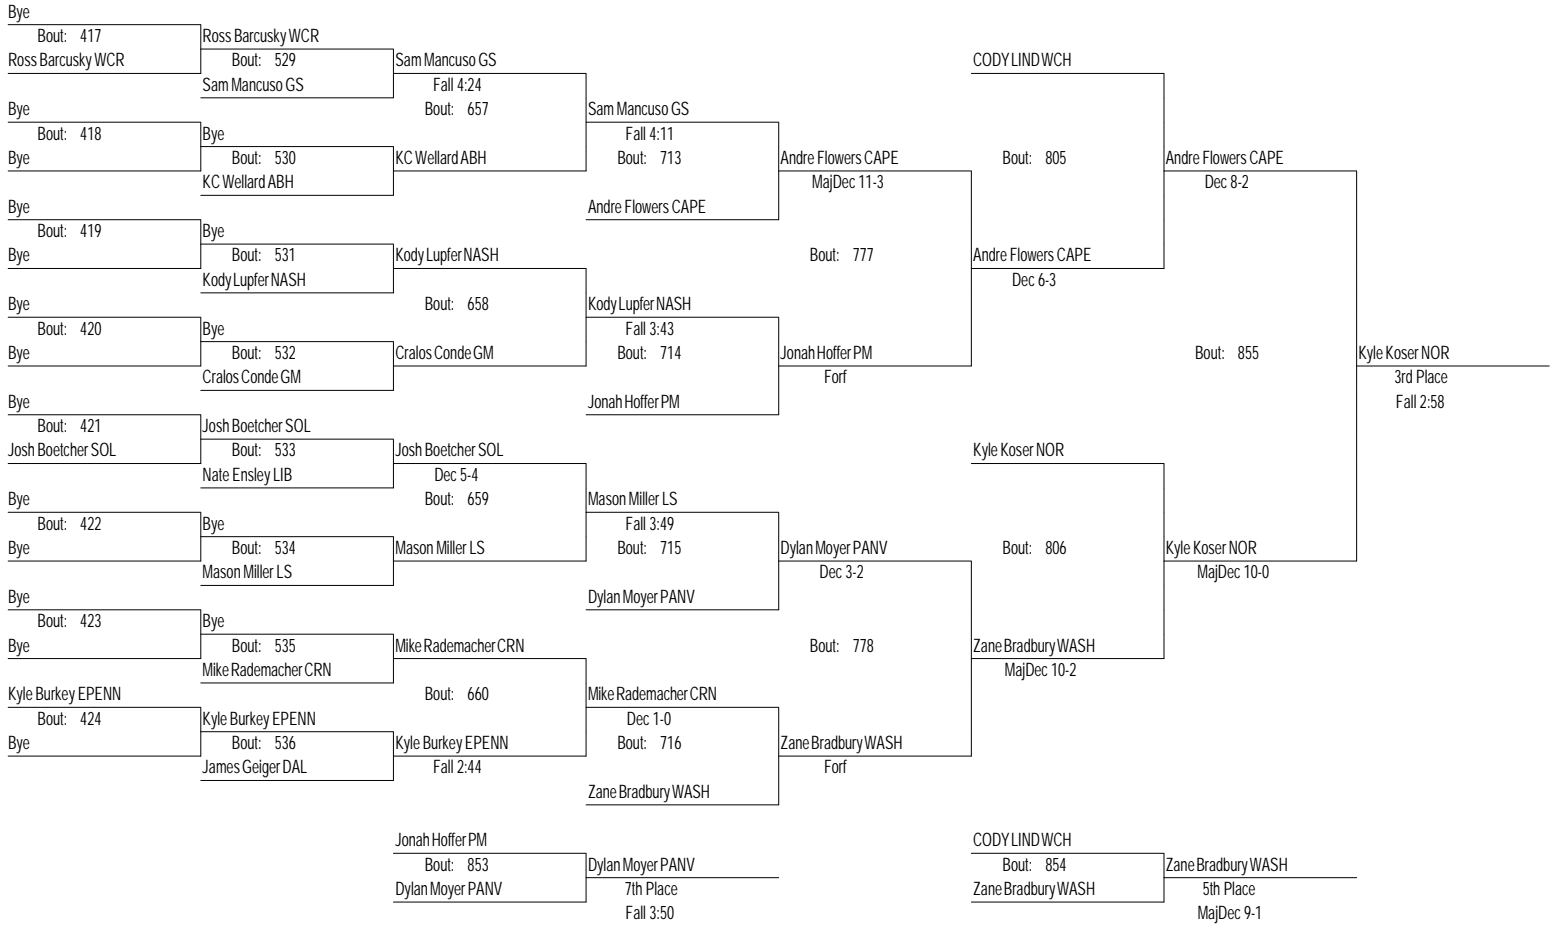 Bye
Bout: 417
Ross Barcusky WCR
Bye
Bout: 418
Bye
Bye
Bout: 419
Bye
Bye
Bout: 420
Bye
Bye
Bout: 421
Josh Boetcher SOL
Bye
Bout: 422
Bye
Bye
Bout: 423
Bye
Kyle Burkey EPENN
Bout: 424
Bye
Ross Barcusky WCR
Bout: 529
Sam Mancuso GS
Bye
Bout: 530
KC Wellard ABH
Bye
Bout: 531
Kody Lupfer NASH
Bye
Bout: 532
Cralos Conde GM
Josh Boetcher SOL
Bout: 533
Nate Ensley LIB
Bye
Bout: 534
Mason Miller LS
Bye
Bout: 535
Mike Rademacher CRN
Kyle Burkey EPENN
Bout: 536
James Geiger DAL
Sam Mancuso GS
Fall 4:24
Bout: 657
KC Wellard ABH
Kody Lupfer NASH
Bout: 658
Cralos Conde GM
Josh Boetcher SOL
Dec 5-4
Bout: 659
Mason Miller LS
Mike Rademacher CRN
Bout: 660
Kyle Burkey EPENN
Fall 2:44
Sam Mancuso GS
Fall 4:11
Bout: 713
Andre Flowers CAPE
Kody Lupfer NASH
Fall 3:43
Bout: 714
Jonah Hoffer PM
Mason Miller LS
Fall 3:49
Bout: 715
Dylan Moyer PANV
Mike Rademacher CRN
Dec 1-0
Bout: 716
Zane Bradbury WASH
Andre Flowers CAPE
MajDec 11-3
Bout: 777
Jonah Hoffer PM
Forf
Dylan Moyer PANV
Dec 3-2
Bout: 778
Zane Bradbury WASH
Forf
CODY LIND WCH
Bout: 805
Andre Flowers CAPE
Dec 6-3
Kyle Koser NOR
Bout: 806
Zane Bradbury WASH
MajDec 10-2
Andre Flowers CAPE
Dec 8-2
Bout: 855
Kyle Koser NOR
MajDec 10-0
Kyle Koser NOR
3rd Place
Fall 2:58
Jonah Hoffer PM
Bout: 853
Dylan Moyer PANV
Dylan Moyer PANV
7th Place
Fall 3:50
CODY LIND WCH
Bout: 854
Zane Bradbury WASH
Zane Bradbury WASH
5th Place
MajDec 9-1